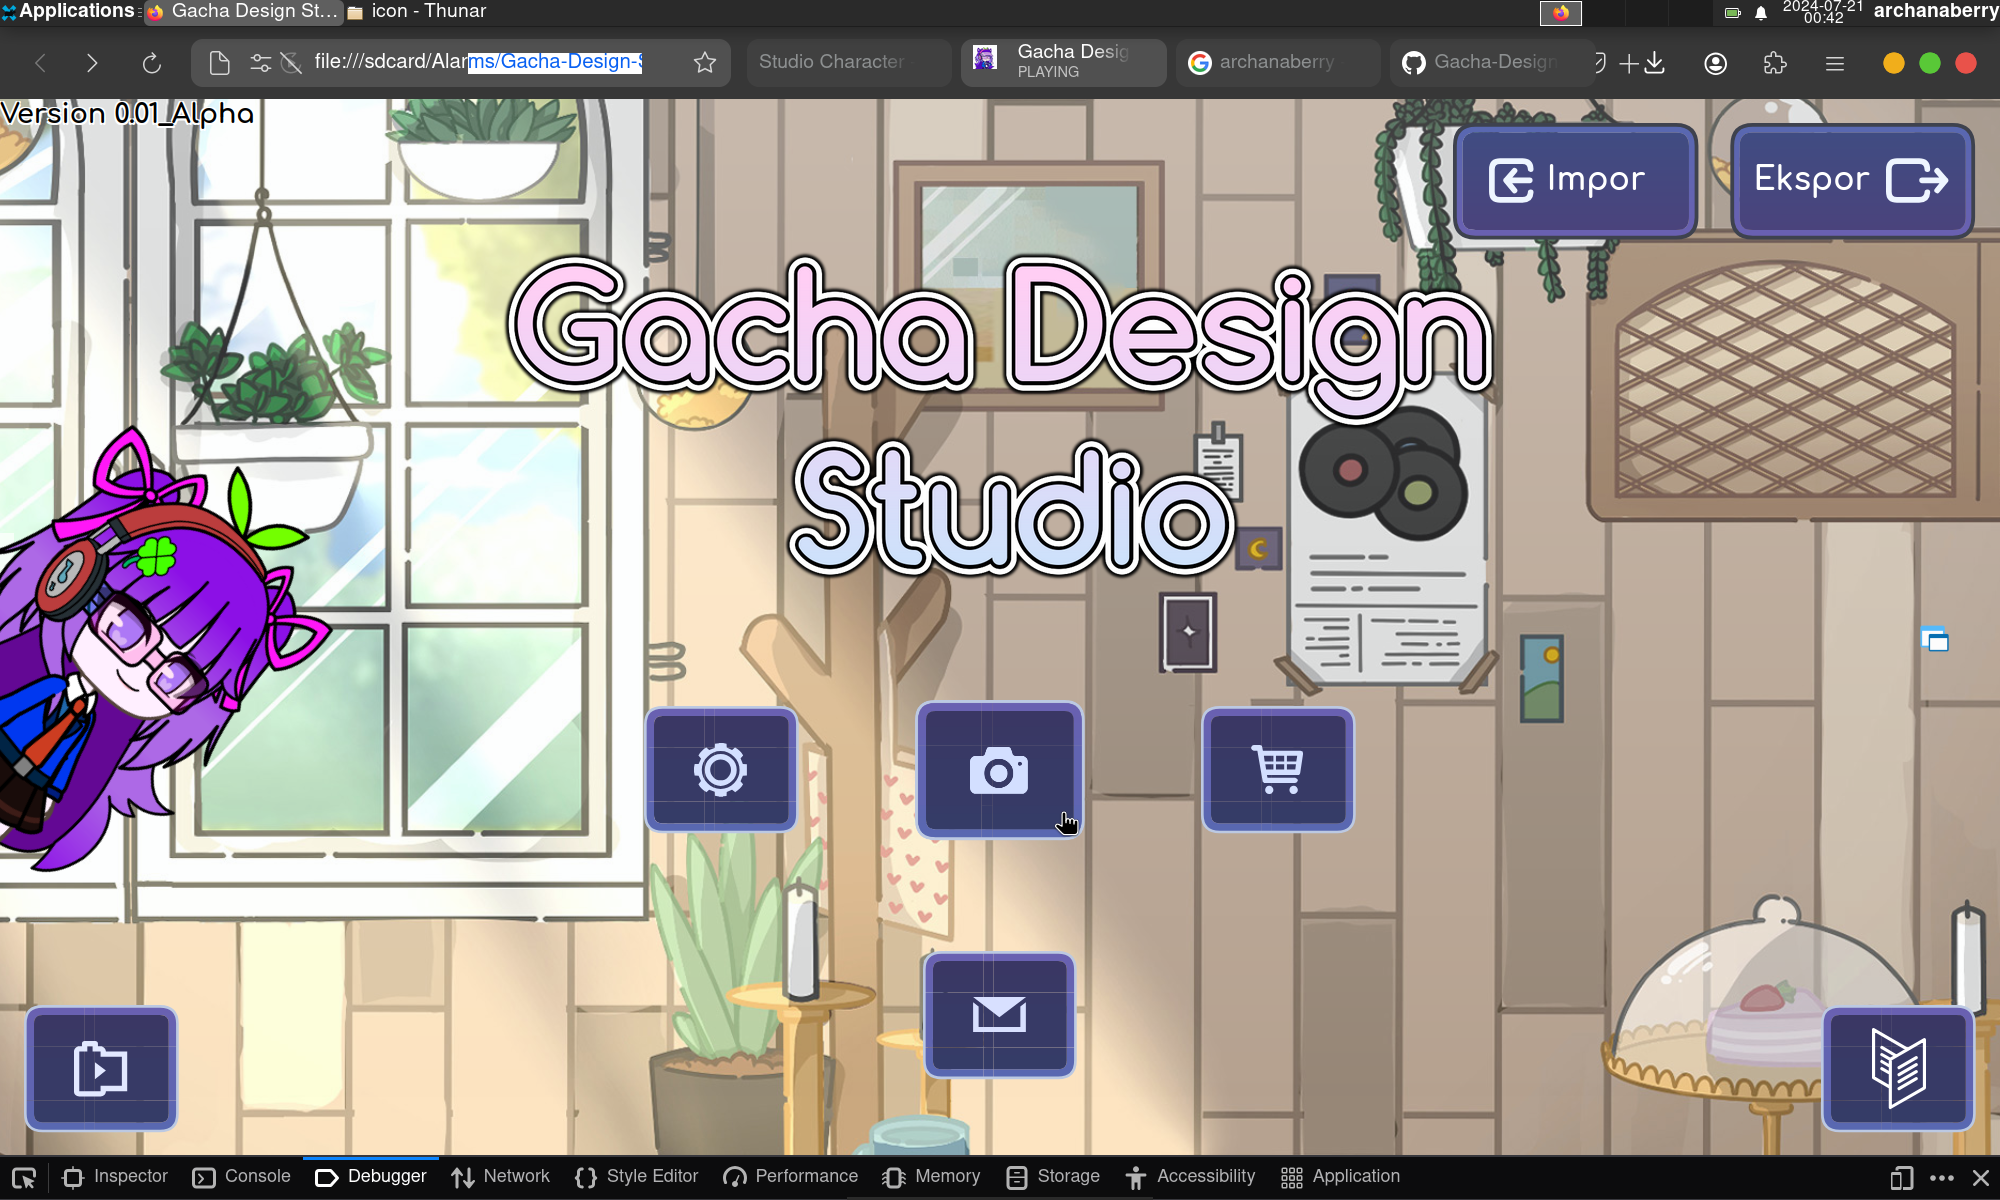 Applications
Gacha Design St...
icon - Thunar
2024-07-21
00:42
archanaberry
file:///sdcard/Alarms/Gacha-Design-S
Studio Character
Gacha Desig
PLAYING
archanaberry
Gacha-Design
Version 0.01_Alpha
Impor
Ekspor
Gacha Design
Studio
Inspector
Console
Debugger
Network
Style Editor
Performance
Memory
Storage
Accessibility
Application